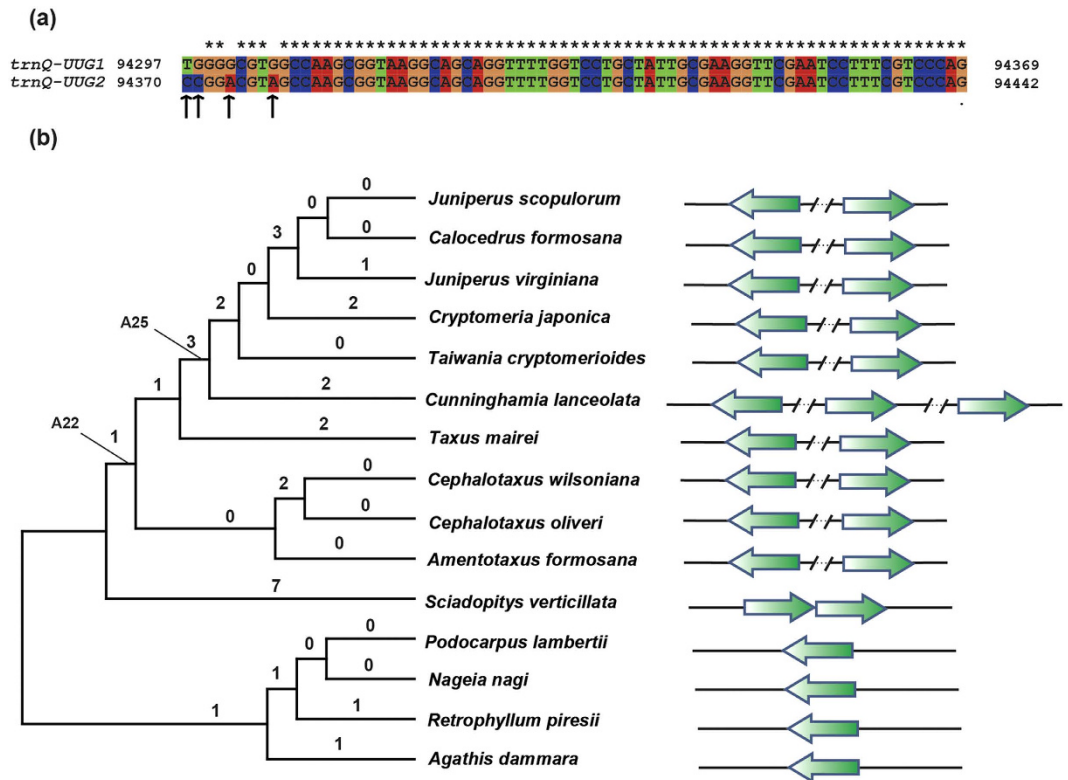 (a)
** *** ****************************************************************
trnQ-UUG1 94297 TGGGGCGTGGCCAAGCGGTAAGGCAGCAGGTTTTGGTCCTGCTATTGCGAAGGTTCGAATCCTTTCGTCCCAG 94369
trnQ-UUG2 94370 CCGGACGTAGCCAAGCGGTAAGGCAGCAGGTTTTGGTCCTGCTATTGCGAAGGTTCGAATCCTTTCGTCCCAG 94442
(b)
0
0 Juniperus scopulorum
3 0 Calocedrus formosana
0 1 Juniperus virginiana
2 2 Cryptomeria japonica
A25 3 0 Taiwania cryptomerioides
1 2 Cunninghamia lanceolata
A22 1 2 Taxus mairei
2 0 Cephalotaxus wilsoniana
0 0 Cephalotaxus oliveri
0 Amentotaxus formosana
7 Sciadopitys verticillata
0 0 Podocarpus lambertii
1 0 Nageia nagi
1 1 Retrophyllum piresii
1 Agathis dammara